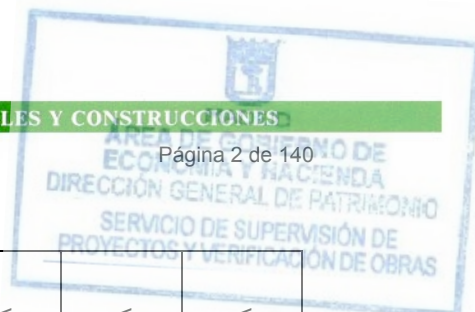 LES Y CONSTRUCCIONES
ÁREA DE GOBIERNO DE
ECONOMÍA Y HACIENDA
Página 2 de 140
DIRECCIÓN GENERAL DE PATRIMONIO
SERVICIO DE SUPERVISIÓN DE
PROYECTOS Y VERIFICACIÓN DE OBRAS